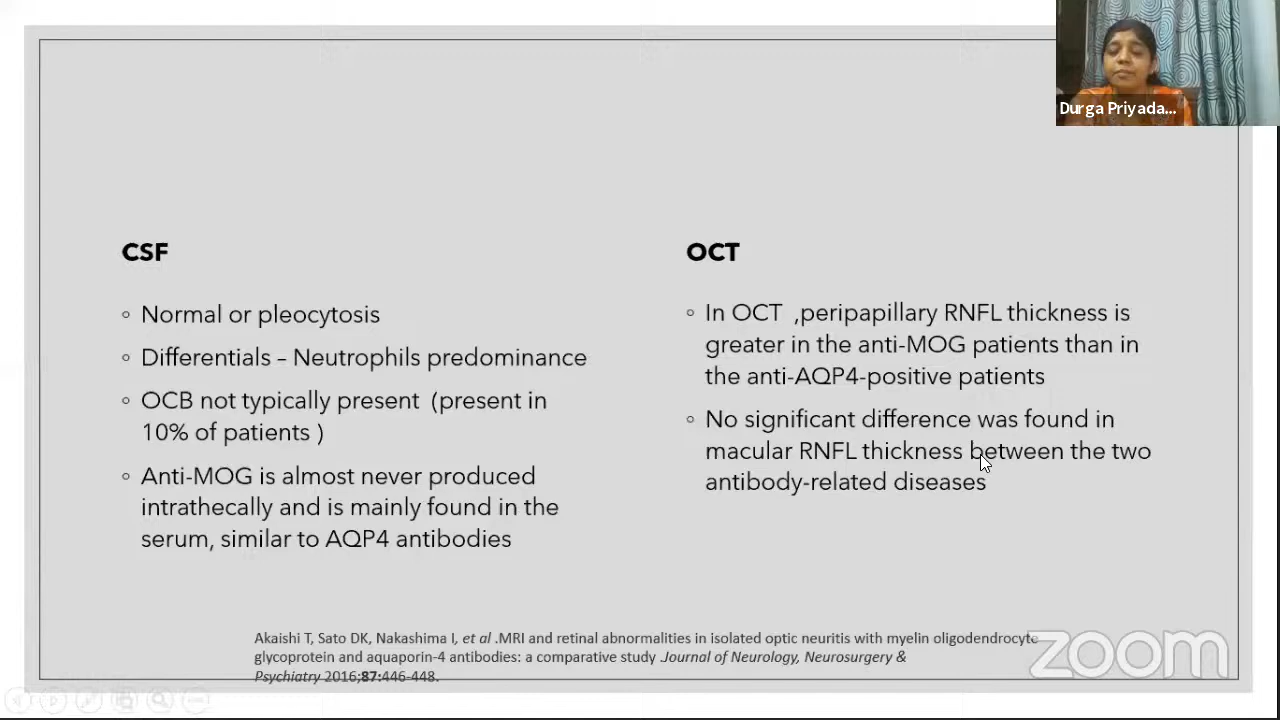 Durga Priyada...
CSF
◦ Normal or pleocytosis
◦ Differentials – Neutrophils predominance
◦ OCB not typically present (present in
10% of patients )
◦ Anti-MOG is almost never produced
intrathecally and is mainly found in the
serum, similar to AQP4 antibodies
OCT
◦ In OCT ,peripapillary RNFL thickness is
greater in the anti-MOG patients than in
the anti-AQP4-positive patients
◦ No significant difference was found in
macular RNFL thickness between the two
antibody-related diseases
Akaishi T, Sato DK, Nakashima I, et al .MRI and retinal abnormalities in isolated optic neuritis with myelin oligodendrocyte
glycoprotein and aquaporin-4 antibodies: a comparative study .Journal of Neurology, Neurosurgery &
Psychiatry 2016;87:446-448.
zoom